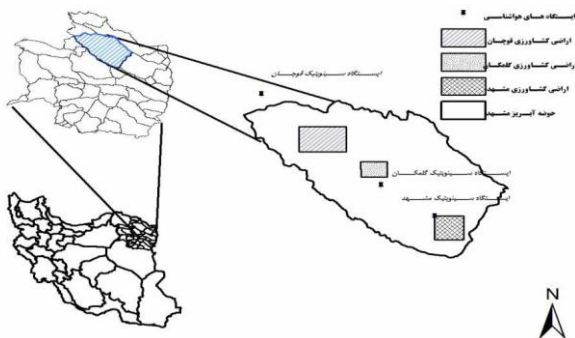 ایستگاه های هواشناسی
اراضی کشاورزی قوچان
اراضی کشاورزی گلمکان
اراضی کشاورزی مشهد
حوضه آبریز مشهد
ایستگاه سینوپتیک قوچان
ایستگاه سینوپتیک گلمکان
ایستگاه سینوپتیک مشهد
N